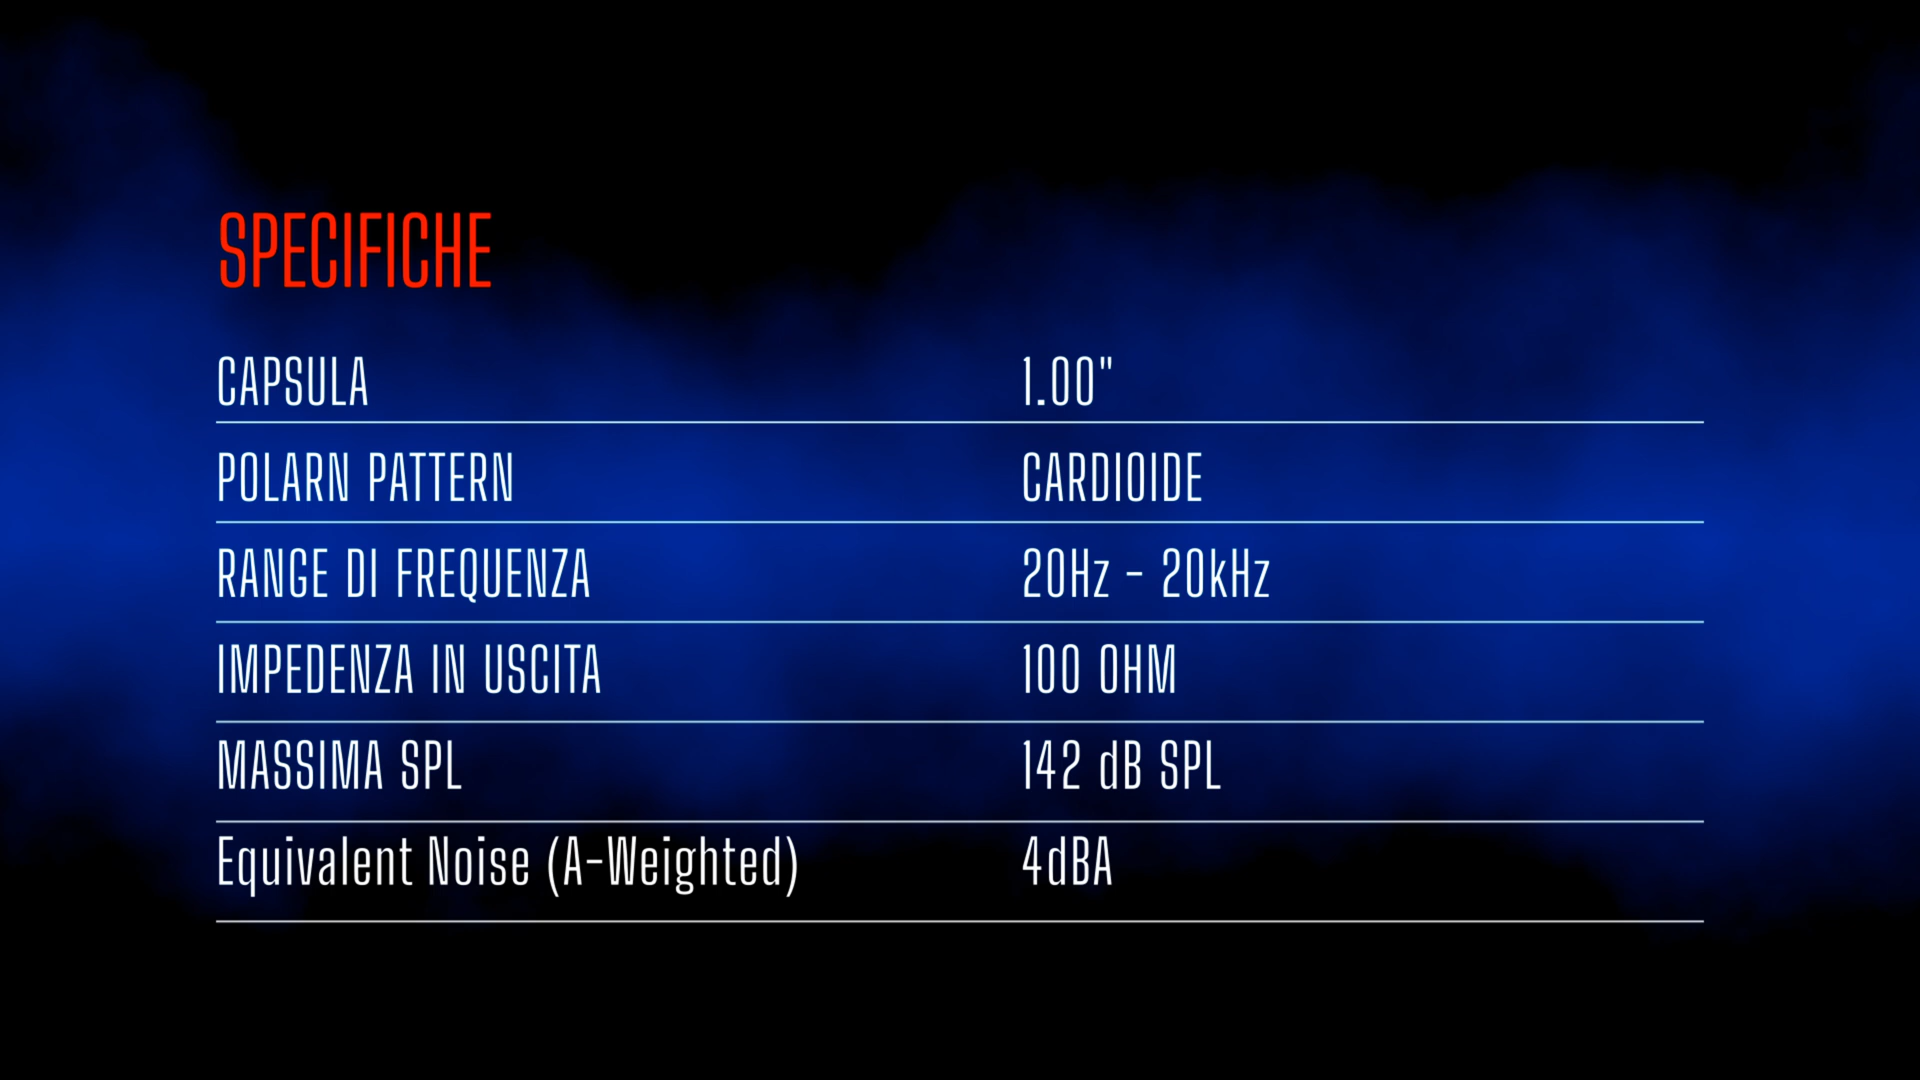 SPECIFICHE
CAPSULA 1.00"
POLARN PATTERN CARDIOIDE
RANGE DI FREQUENZA 20Hz - 20kHz
IMPEDENZA IN USCITA 100 OHM
MASSIMA SPL 142 dB SPL
Equivalent Noise (A-Weighted) 4dBA